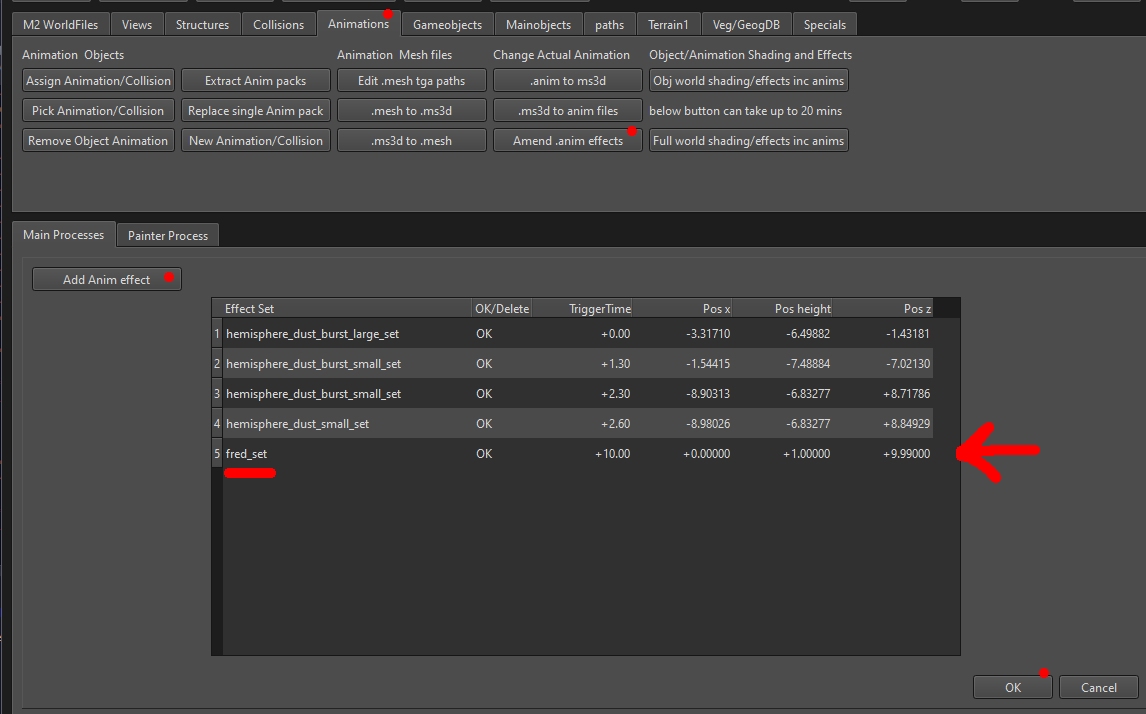 M2 WorldFiles Views Structures Collisions Animations Gameobjects Mainobjects paths Terrain1 Veg/GeogDB Specials
Animation Objects Animation Mesh files Change Actual Animation Object/Animation Shading and Effects
Assign Animation/Collision Extract Anim packs Edit .mesh tga paths .anim to ms3d Obj world shading/effects inc anims
Pick Animation/Collision Replace single Anim pack .mesh to .ms3d .ms3d to anim files below button can take up to 20 mins
Remove Object Animation New Animation/Collision .ms3d to .mesh Amend .anim effects Full world shading/effects inc anims
Main Processes Painter Process
Add Anim effect
Effect Set OK/Delete TriggerTime Pos x Pos height Pos z
1 hemisphere_dust_burst_large_set OK +0.00 -3.31710 -6.49882 -1.43181
2 hemisphere_dust_burst_small_set OK +1.30 -1.54415 -7.48884 -7.02130
3 hemisphere_dust_burst_small_set OK +2.30 -8.90313 -6.83277 +8.71786
4 hemisphere_dust_small_set OK +2.60 -8.98026 -6.83277 +8.84929
5 fred_set OK +10.00 +0.00000 +1.00000 +9.99000
OK Cancel